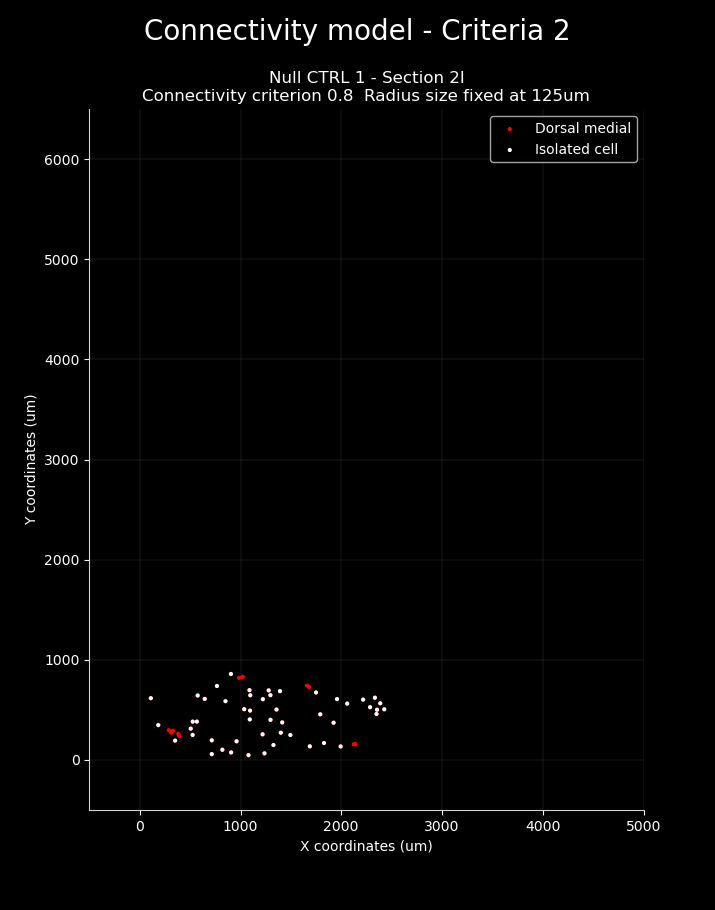 Connectivity model - Criteria 2
Null CTRL 1 - Section 2l
Connectivity criterion 0.8  Radius size fixed at 125um
Dorsal medial
Isolated cell
6000
5000
4000
3000
2000
1000
0
Y coordinates (um)
0 1000 2000 3000 4000 5000
X coordinates (um)